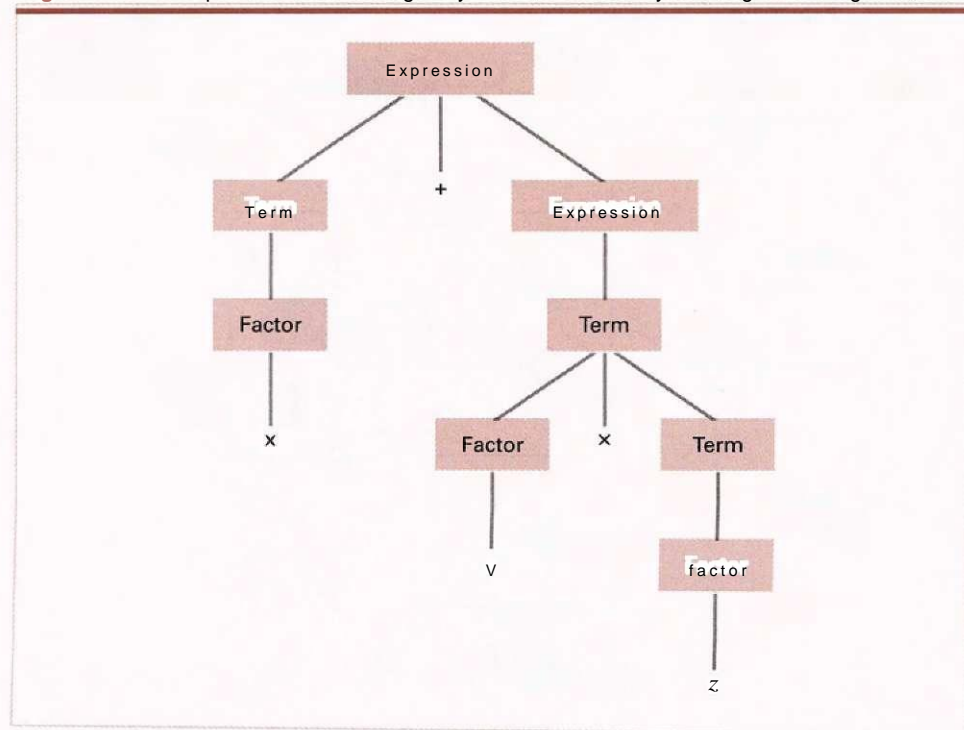 Expression
+
Term Expression
Factor Term
x Factor × Term
V factor
z